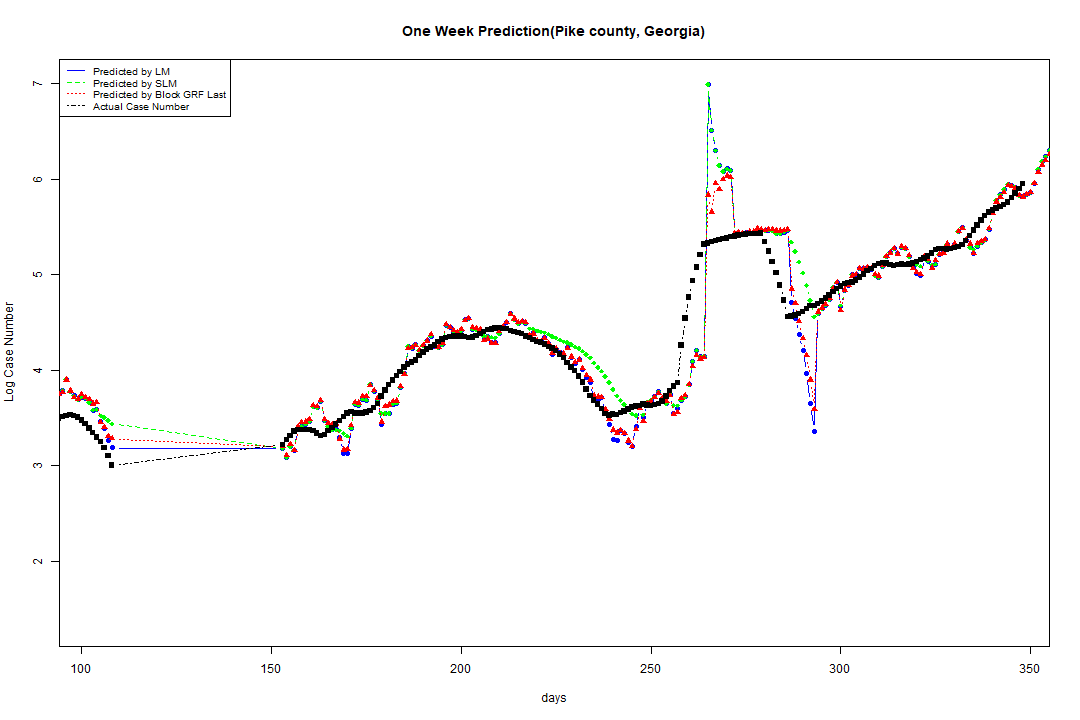 One Week Prediction(Pike county, Georgia)
Predicted by LM
Predicted by SLM
Predicted by Block GRF Last
Actual Case Number
7
6
5
4
3
2
Log Case Number
100 150 200 250 300 350
days